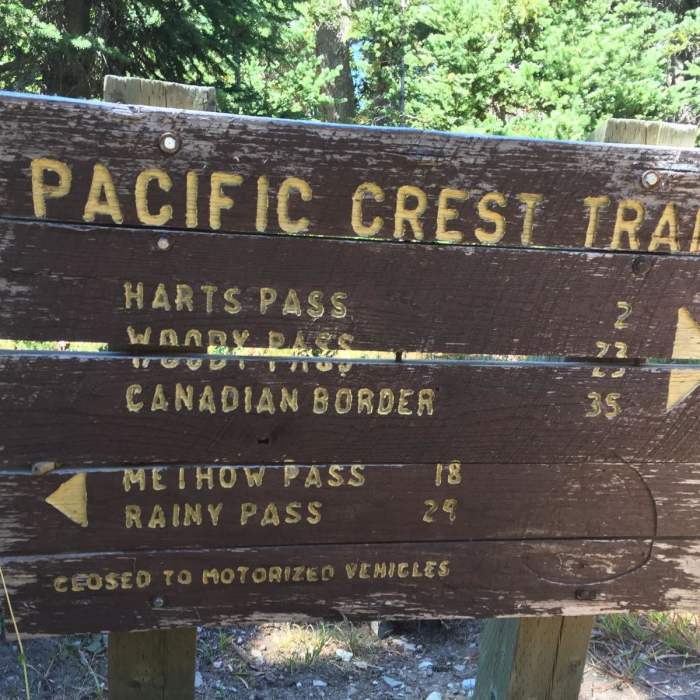 PACIFIC CREST TRAI
HARTS PASS 2
WOODY PASS 23
CANADIAN BORDER 35
METHOW PASS 18
RAINY PASS 29
CLOSED TO MOTORIZED VEHICLES